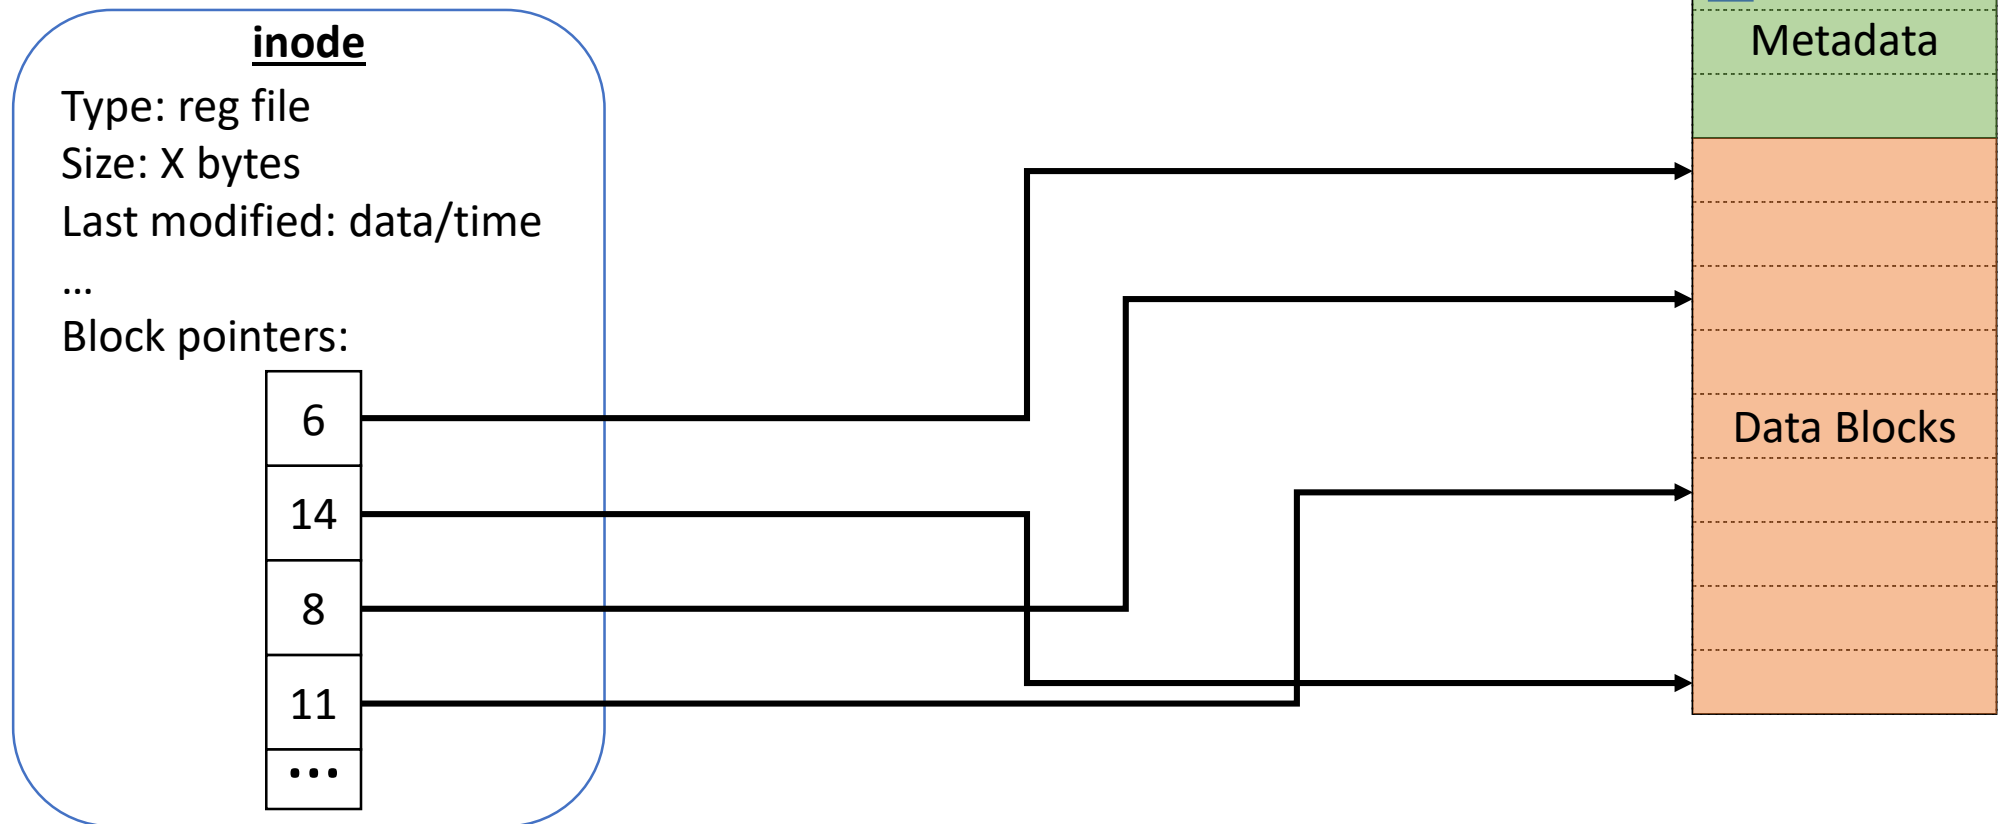 inode
Type: reg file
Size: X bytes
Last modified: data/time
…
Block pointers:
6
14
8
11
…
Metadata
Data Blocks